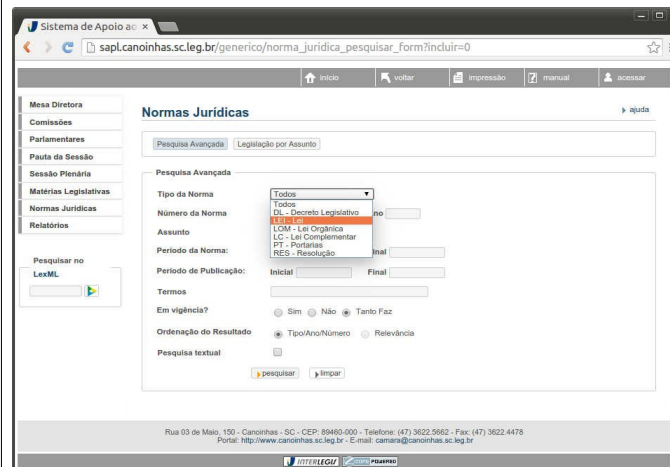 Sistema de Apoio ao
sapl.canoinhas.sc.leg.br/generico/norma_juridica_pesquisar_form?incluir=0
início voltar impressão manual acessar
Mesa Diretora
Comissões
Parlamentares
Pauta da Sessão
Sessão Plenária
Matérias Legislativas
Normas Jurídicas
Relatórios
Pesquisar no
LexML
Normas Jurídicas
ajuda
Pesquisa Avançada Legislação por Assunto
Pesquisa Avançada
Tipo da Norma Todos
Todos
DL - Decreto Legislativo
LEI - Lei
LOM - Lei Orgânica
LC - Lei Complementar
PT - Portarias
RES - Resolução
Número da Norma no
Assunto
Período da Norma: inal
Período de Publicação: Inicial Final
Termos
Em vigência? Sim Não Tanto Faz
Ordenação do Resultado Tipo/Ano/Número Relevância
Pesquisa textual
pesquisar limpar
Rua 03 de Maio, 150 - Canoinhas - SC - CEP: 89460-000 - Telefone: (47) 3622.5662 - Fax: (47) 3622.4478
Portal: http://www.canoinhas.sc.leg.br - E-mail: camara@canoinhas.sc.leg.br
INTERLEGIS POWERED